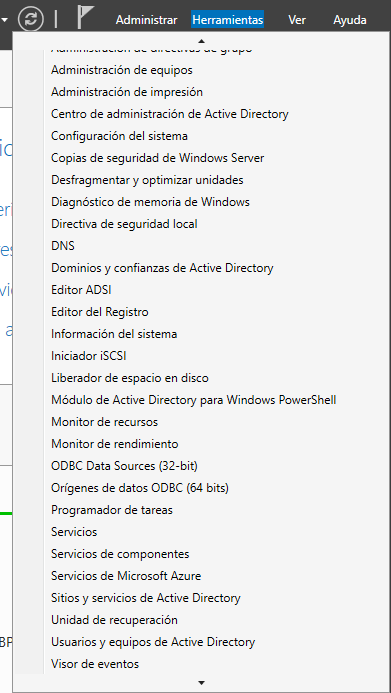 Administrar Herramientas Ver Ayuda
Administración de directivas de grupo
Administración de equipos
Administración de impresión
Centro de administración de Active Directory
Configuración del sistema
Copias de seguridad de Windows Server
Desfragmentar y optimizar unidades
Diagnóstico de memoria de Windows
Directiva de seguridad local
DNS
Dominios y confianzas de Active Directory
Editor ADSI
Editor del Registro
Información del sistema
Iniciador iSCSI
Liberador de espacio en disco
Módulo de Active Directory para Windows PowerShell
Monitor de recursos
Monitor de rendimiento
ODBC Data Sources (32-bit)
Orígenes de datos ODBC (64 bits)
Programador de tareas
Servicios
Servicios de componentes
Servicios de Microsoft Azure
Sitios y servicios de Active Directory
Unidad de recuperación
Usuarios y equipos de Active Directory
Visor de eventos